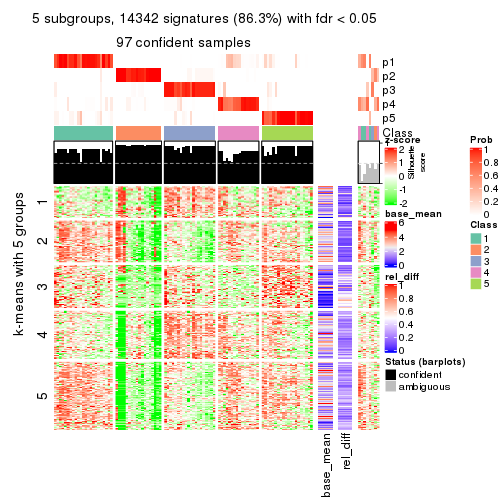 5 subgroups, 14342 signatures (86.3%) with fdr < 0.05
97 confident samples
p1
p2
p3
p4
p5
Class
Silhouette
score
1
2
3
4
5
k-means with 5 groups
base_mean
rel_diff
z-score
2
1
0
-1
-2
base_mean
6
4
2
0
rel_diff
1
0.8
0.6
0.4
0.2
0
Status (barplots)
confident
ambiguous
Prob
1
0.8
0.6
0.4
0.2
0
Class
1
2
3
4
5